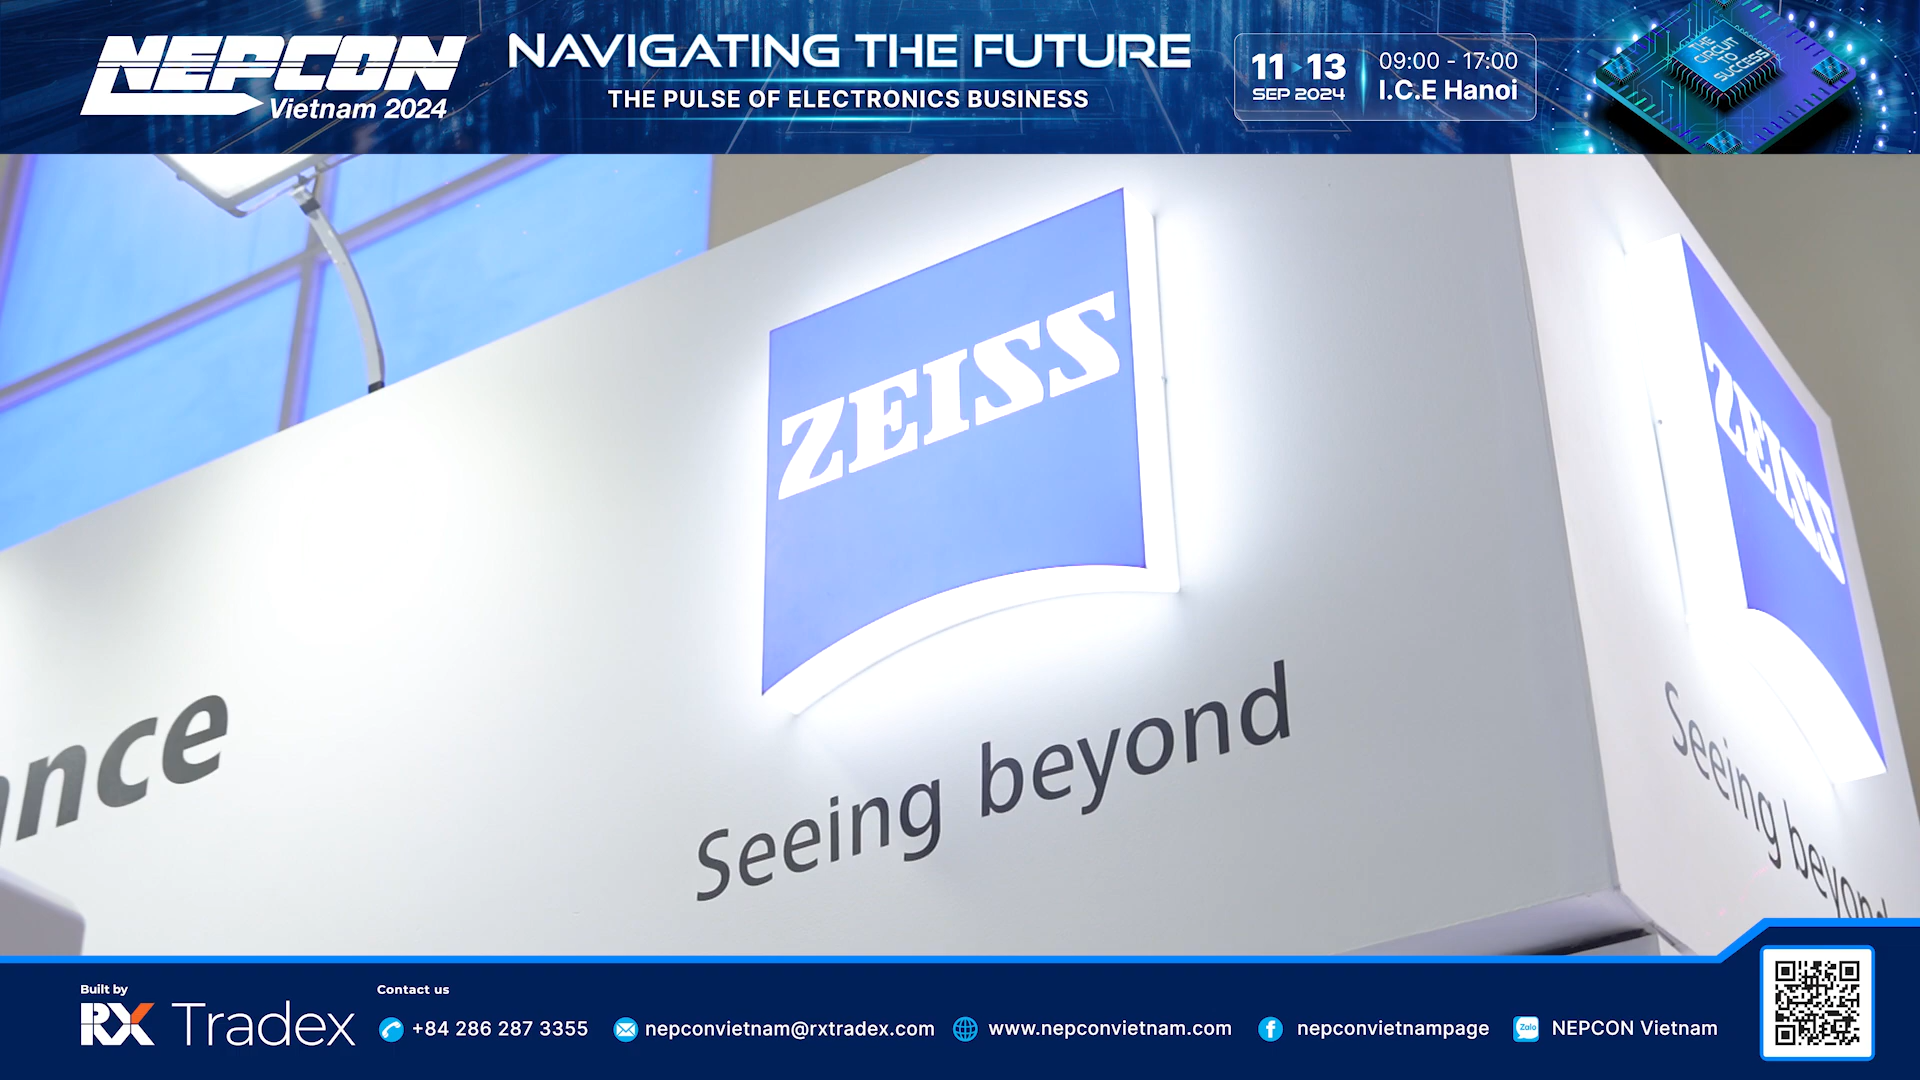 NEPCON
Vietnam 2024
NAVIGATING THE FUTURE
THE PULSE OF ELECTRONICS BUSINESS
11 13
SEP 2024
09:00 - 17:00
I.C.E Hanoi
THE
CIRCUIT
TO
SUCCESS
ZEISS
Seeing beyond
ZEISS
Seeing beyond
ance
Built by
RX Tradex
Contact us
+84 286 287 3355
nepconvietnam@rxtradex.com
www.nepconvietnam.com
nepconvietnampage
Zalo
NEPCON Vietnam